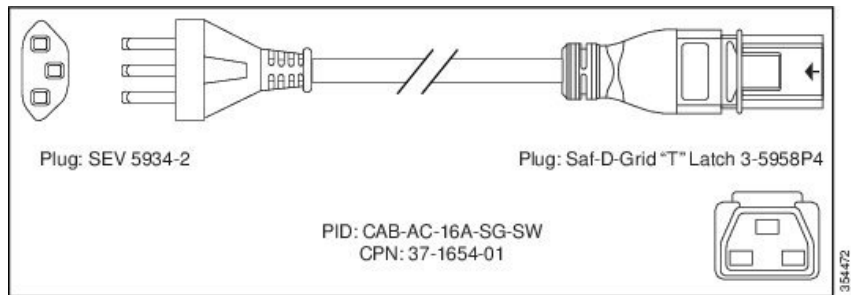 Plug: SEV 5934-2
Plug: Saf-D-Grid “T” Latch 3-5958P4
PID: CAB-AC-16A-SG-SW
CPN: 37-1654-01
354472